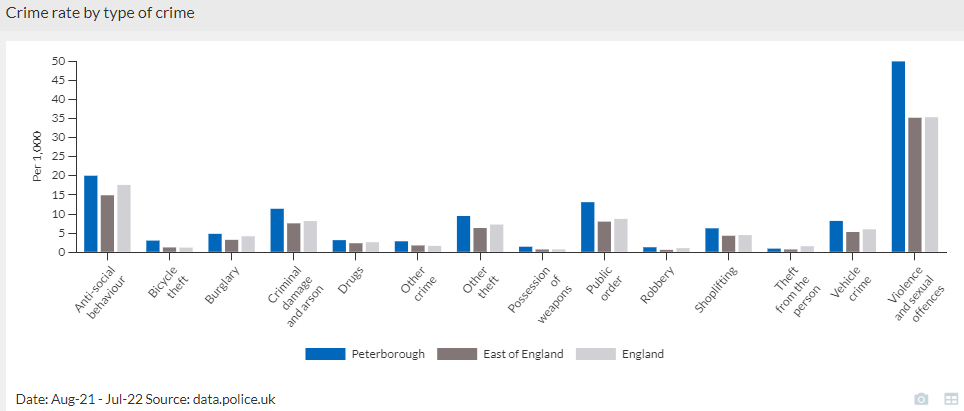 Crime rate by type of crime
50
45
40
35
30
25
20
15
10
5
0
Per 1,000
Anti-social
behaviour
Bicycle
theft
Burglary
Criminal
damage
and arson
Drugs
Other
crime
Other
theft
Possession
of
weapons
Public
order
Robbery
Shoplifting
Theft
from the
person
Vehicle
crime
Violence
and sexual
offences
Peterborough East of England England
Date: Aug-21 - Jul-22 Source: data.police.uk